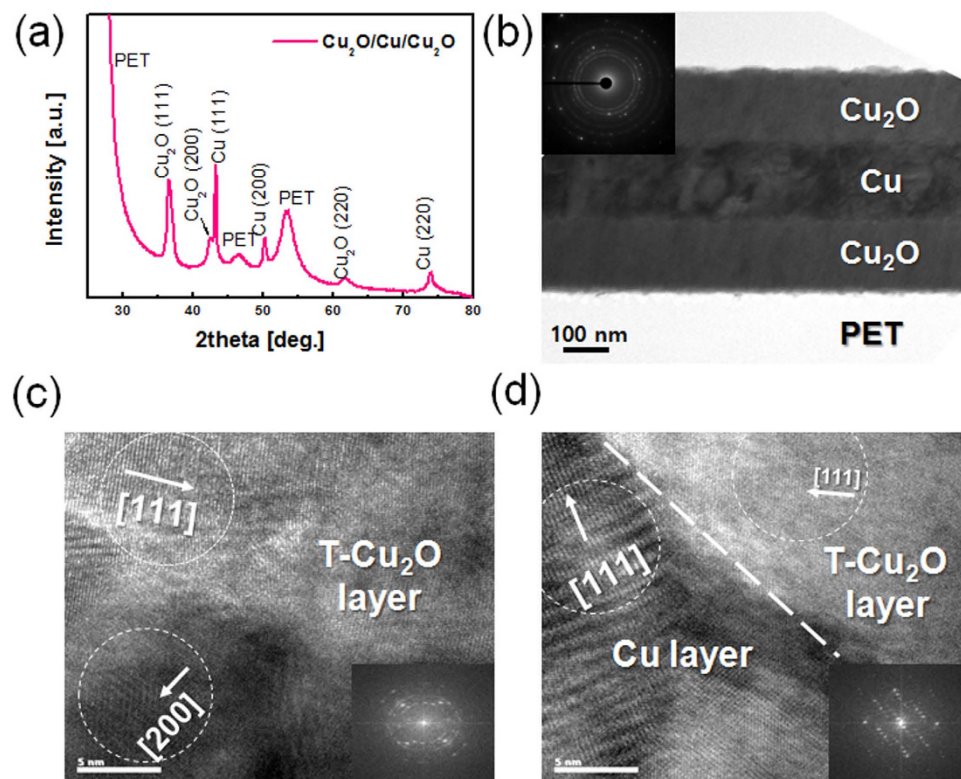 (a)
Cu₂O/Cu/Cu₂O
PET
Cu₂O (111)
Cu₂O (200)
Cu (111)
PET
Cu (200)
PET
Cu₂O (220)
Cu (220)
Intensity [a.u.]
30 40 50 60 70 80
2theta [deg.]
(b)
Cu₂O
Cu
Cu₂O
PET
100 nm
(c)
[111]
T-Cu₂O
layer
[200]
5 nm
(d)
[111]
[111]
T-Cu₂O
layer
Cu layer
5 nm